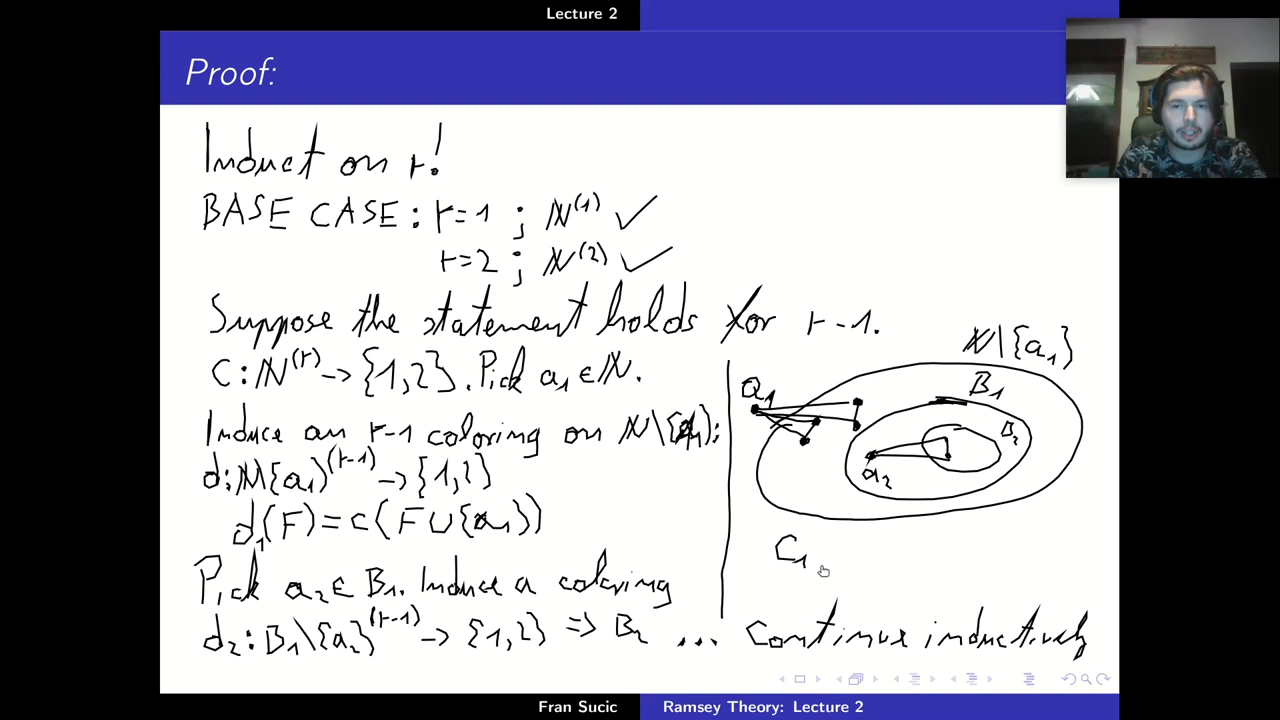 Lecture 2
Proof:
Induct on r!
BASE CASE: r=1 ; ℕ^(1) ✓
r=2 ; ℕ^(2) ✓
Suppose the statement holds for r-1.
C: ℕ^(r) -> {1,2}. Pick a₁ ∈ ℕ.
Induce an r-1 coloring on ℕ\{a₁}:
d: ℕ\{a₁}^(r-1) -> {1,2}
d₁(F) = c(F ∪ {a₁})
Pick a₂ ∈ B₁. Induce a coloring
d₂: B₁\{a₂}^(r-1) -> {1,2} => B₂ ... Continue inductively
ℕ\{a₁}
a₁
B₁
B₂
a₂
C₁
Fran Sucic
Ramsey Theory: Lecture 2